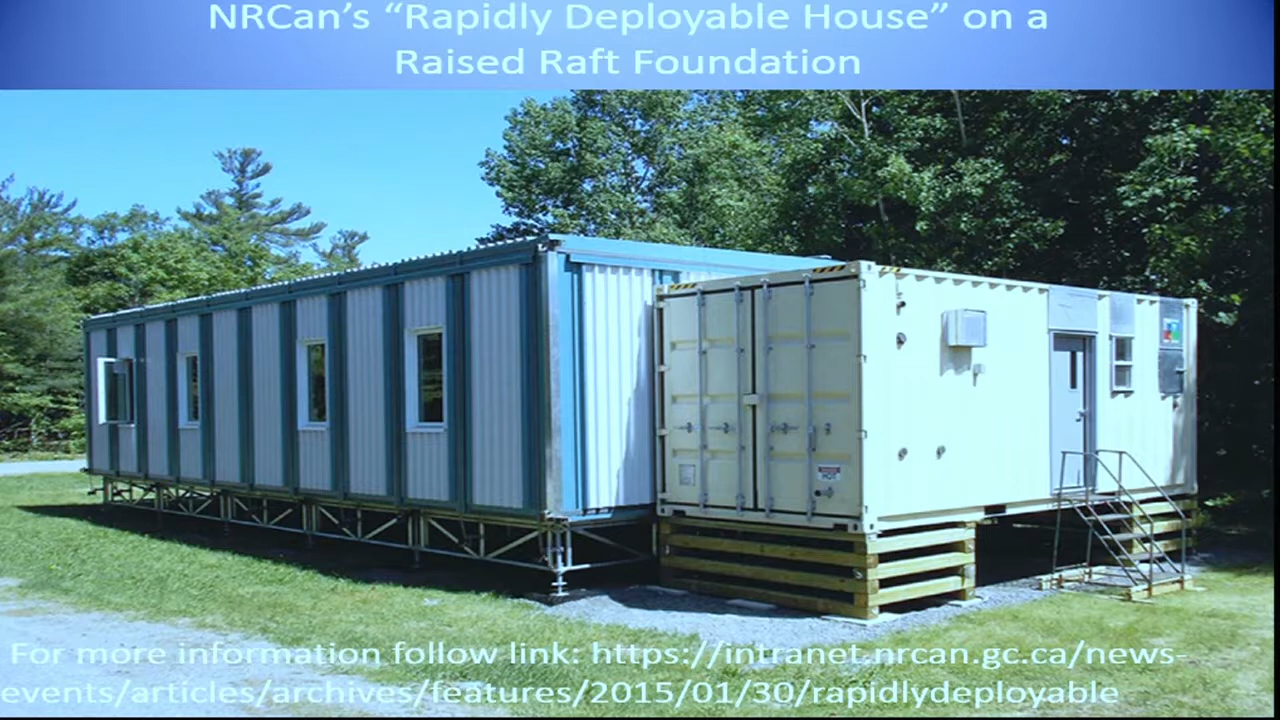 NRCan’s “Rapidly Deployable House” on a
Raised Raft Foundation
For more information follow link: https://intranet.nrcan.gc.ca/news-
events/articles/archives/features/2015/01/30/rapidlydeployable